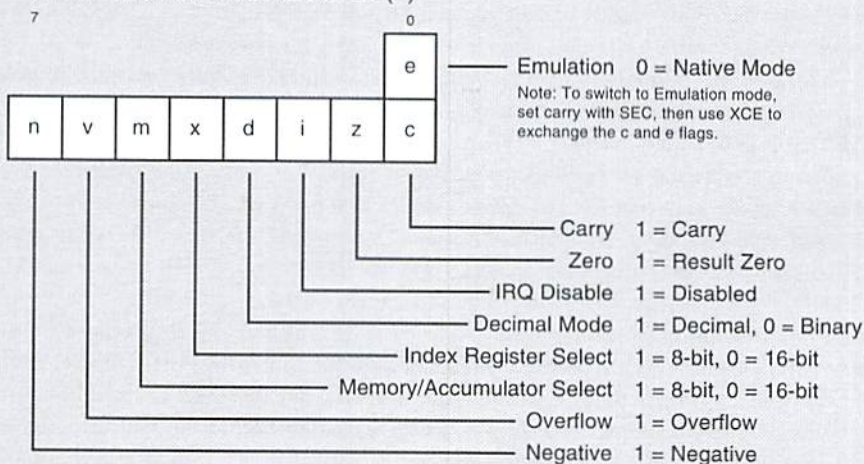 7
0
e
Emulation 0 = Native Mode
Note: To switch to Emulation mode,
set carry with SEC, then use XCE to
exchange the c and e flags.
n v m x d i z c
Carry 1 = Carry
Zero 1 = Result Zero
IRQ Disable 1 = Disabled
Decimal Mode 1 = Decimal, 0 = Binary
Index Register Select 1 = 8-bit, 0 = 16-bit
Memory/Accumulator Select 1 = 8-bit, 0 = 16-bit
Overflow 1 = Overflow
Negative 1 = Negative